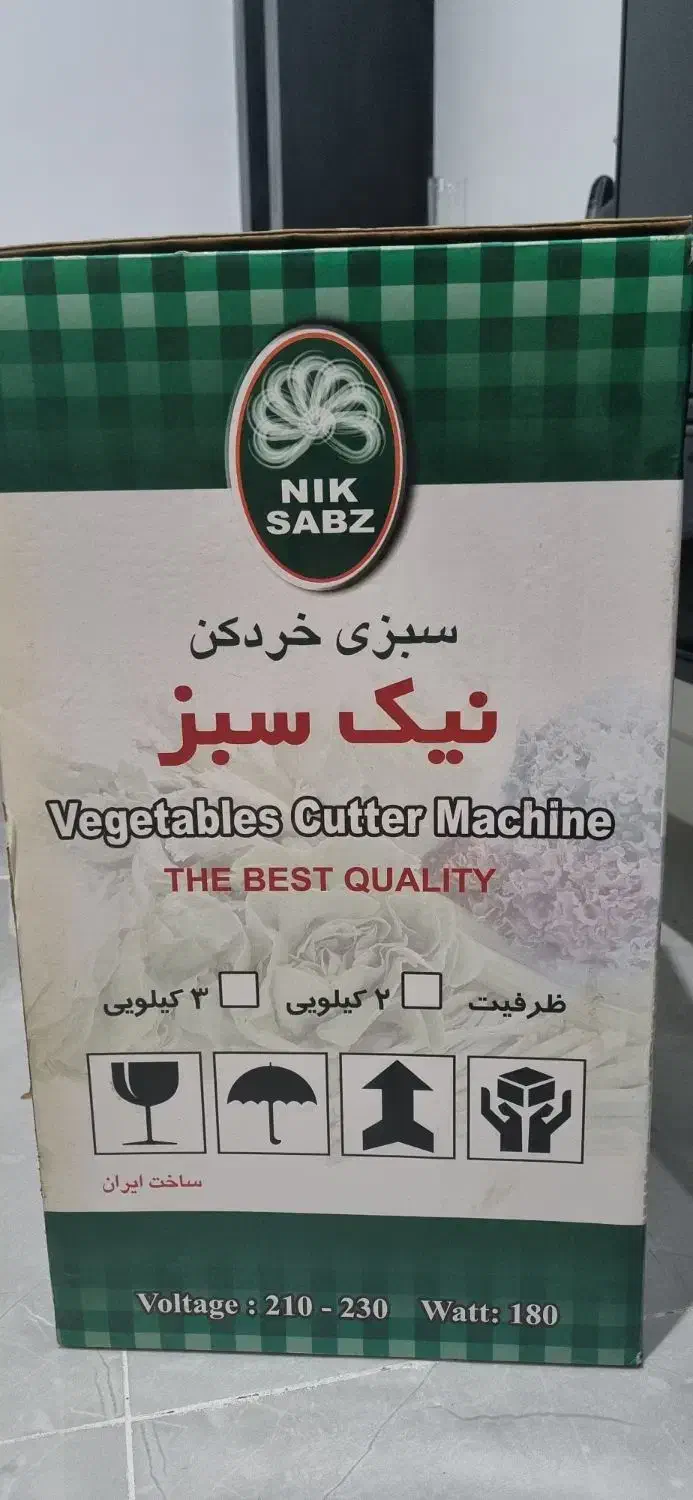 NIK
SABZ
سبزی خردکن
نیک سبز
Vegetables Cutter Machine
THE BEST QUALITY
ظرفیت ۲ کیلویی ۳ کیلویی
ساخت ایران
Voltage : 210 - 230 Watt: 180